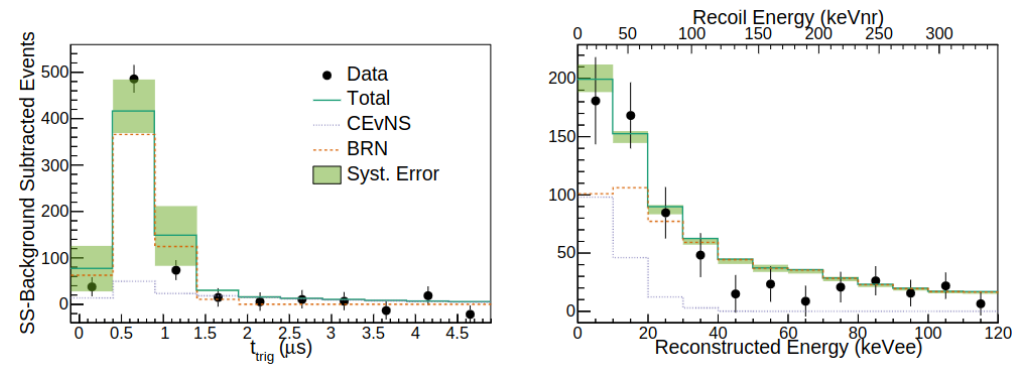 SS-Background Subtracted Events
500
400
300
200
100
0
0 0.5 1 1.5 2 2.5 3 3.5 4 4.5
t_trig (μs)
Data
Total
CEvNS
BRN
Syst. Error
Recoil Energy (keVnr)
0 50 100 150 200 250 300
200
150
100
50
0
0 20 40 60 80 100 120
Reconstructed Energy (keVee)